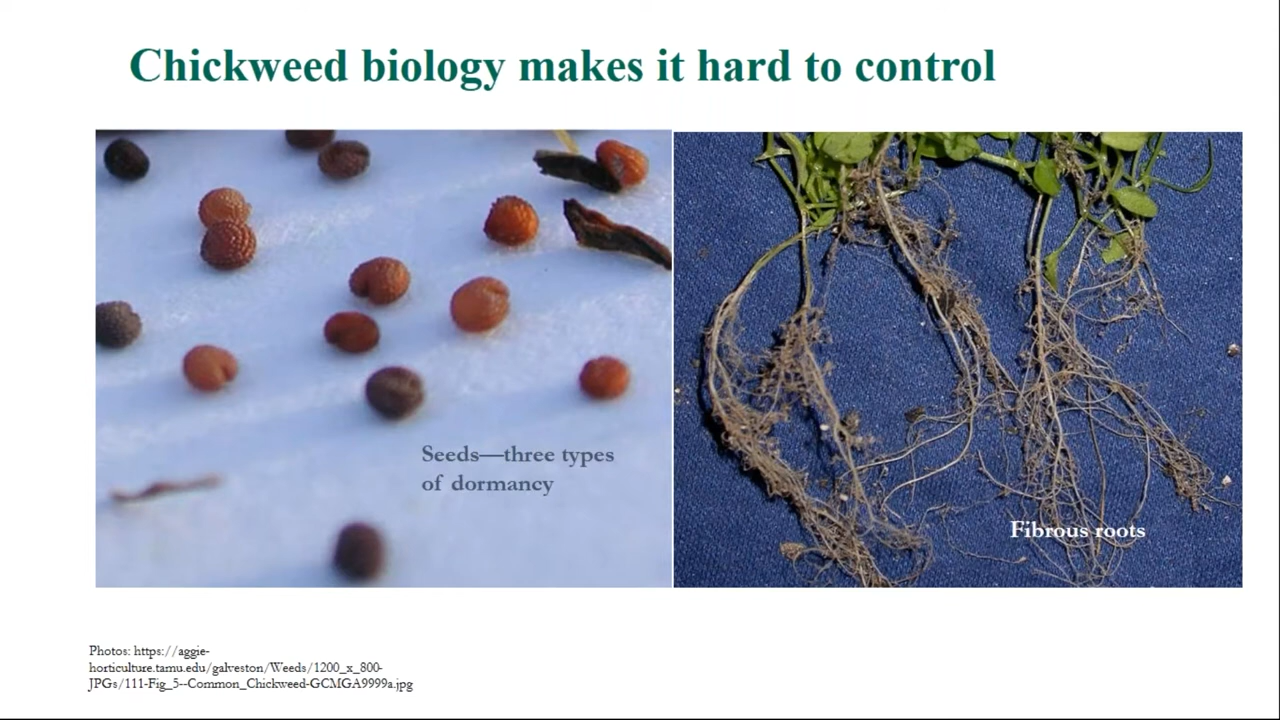 Chickweed biology makes it hard to control
Seeds—three types
of dormancy
Fibrous roots
Photos: https://aggie-
horticulture.tamu.edu/galveston/Weeds/1200_x_800-
JPGs/111-Fig_5--Common_Chickweed-GCMGA9999a.jpg